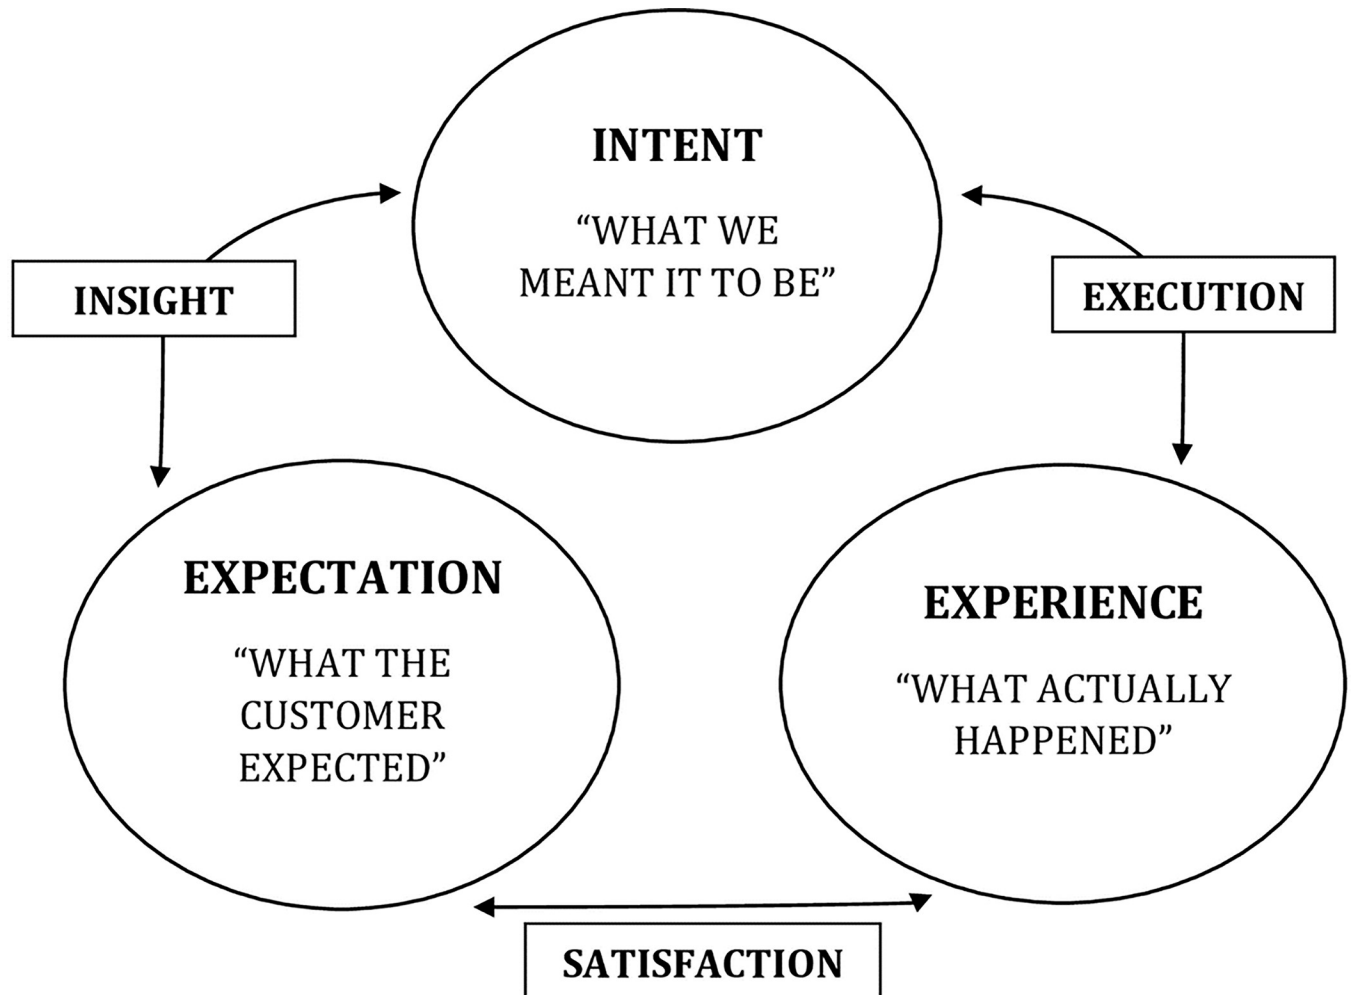 INTENT
“WHAT WE
MEANT IT TO BE”
INSIGHT
EXECUTION
EXPECTATION
“WHAT THE
CUSTOMER
EXPECTED”
EXPERIENCE
“WHAT ACTUALLY
HAPPENED”
SATISFACTION